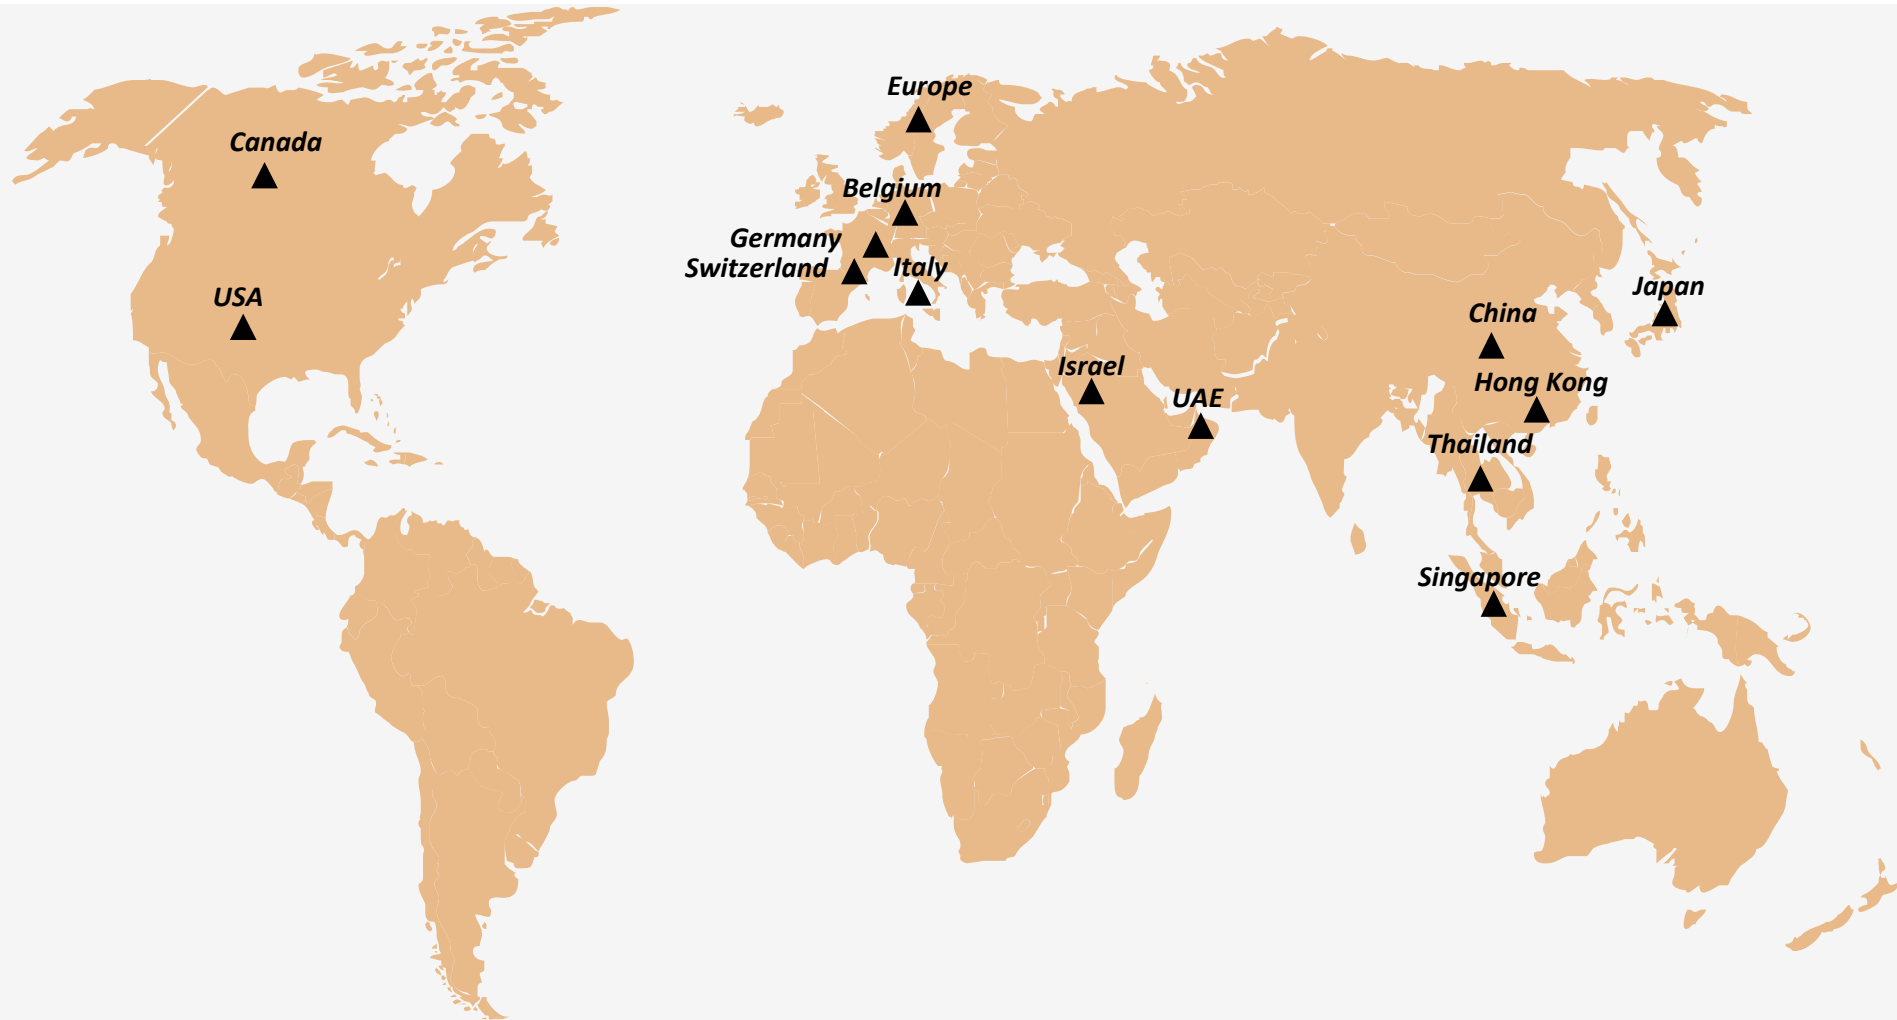 Europe
Canada
Belgium
Germany
Switzerland
Italy
USA
Japan
China
Israel
Hong Kong
UAE
Thailand
Singapore